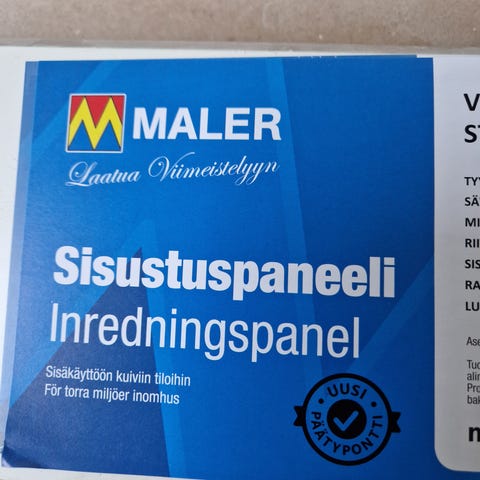 MALER
Laatua Viimeistelyyn
Sisustuspaneeli
Inredningspanel
Sisäkäyttöön kuiviin tiloihin
För torra miljöer inomhus
UUSI
PÄÄTYPONTTI